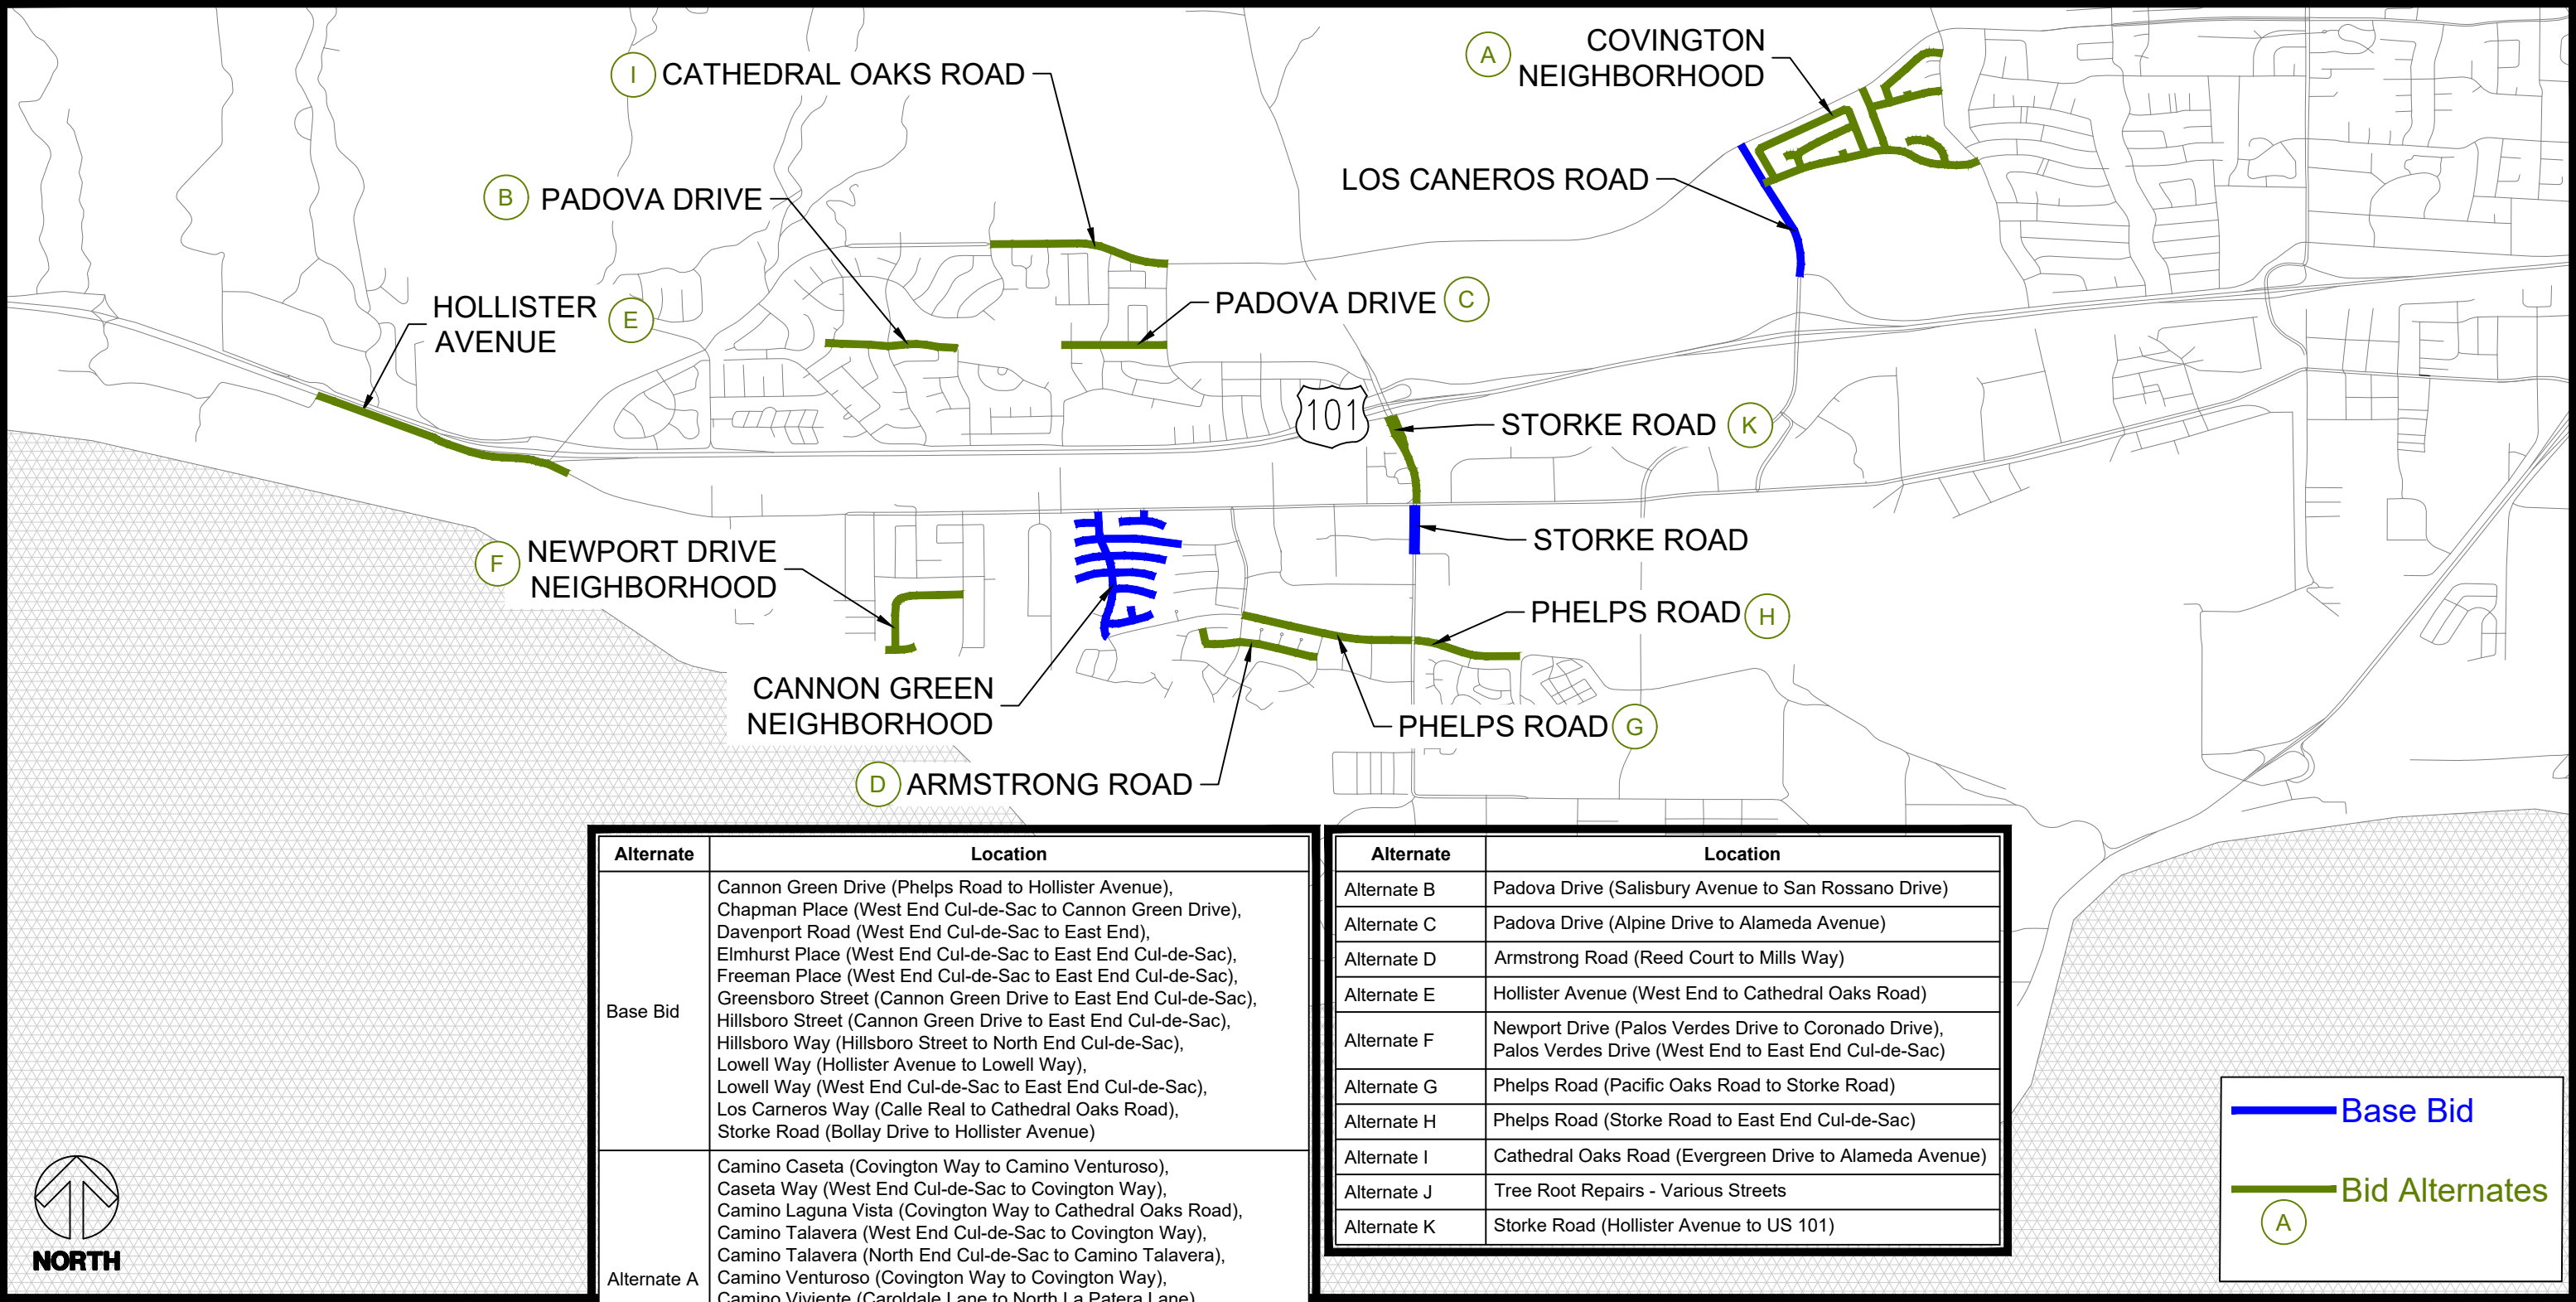 COVINGTON
NEIGHBORHOOD
A
I
CATHEDRAL OAKS ROAD
LOS CANEROS ROAD
B
PADOVA DRIVE
HOLLISTER
AVENUE
E
PADOVA DRIVE
C
101
STORKE ROAD
K
STORKE ROAD
F
NEWPORT DRIVE
NEIGHBORHOOD
PHELPS ROAD
H
CANNON GREEN
NEIGHBORHOOD
PHELPS ROAD
G
D
ARMSTRONG ROAD
Alternate
Location
Base Bid
Cannon Green Drive (Phelps Road to Hollister Avenue),
Chapman Place (West End Cul-de-Sac to Cannon Green Drive),
Davenport Road (West End Cul-de-Sac to East End),
Elmhurst Place (West End Cul-de-Sac to East End Cul-de-Sac),
Freeman Place (West End Cul-de-Sac to East End Cul-de-Sac),
Greensboro Street (Cannon Green Drive to East End Cul-de-Sac),
Hillsboro Street (Cannon Green Drive to East End Cul-de-Sac),
Hillsboro Way (Hillsboro Street to North End Cul-de-Sac),
Lowell Way (Hollister Avenue to Lowell Way),
Lowell Way (West End Cul-de-Sac to East End Cul-de-Sac),
Los Carneros Way (Calle Real to Cathedral Oaks Road),
Storke Road (Bollay Drive to Hollister Avenue)
Alternate A
Camino Caseta (Covington Way to Camino Venturoso),
Caseta Way (West End Cul-de-Sac to Covington Way),
Camino Laguna Vista (Covington Way to Cathedral Oaks Road),
Camino Talavera (West End Cul-de-Sac to Covington Way),
Camino Talavera (North End Cul-de-Sac to Camino Talavera),
Camino Venturoso (Covington Way to Covington Way),
Camino Viviente (Caroldale Lane to North La Patera Lane)
Alternate
Location
Alternate B
Padova Drive (Salisbury Avenue to San Rossano Drive)
Alternate C
Padova Drive (Alpine Drive to Alameda Avenue)
Alternate D
Armstrong Road (Reed Court to Mills Way)
Alternate E
Hollister Avenue (West End to Cathedral Oaks Road)
Alternate F
Newport Drive (Palos Verdes Drive to Coronado Drive),
Palos Verdes Drive (West End to East End Cul-de-Sac)
Alternate G
Phelps Road (Pacific Oaks Road to Storke Road)
Alternate H
Phelps Road (Storke Road to East End Cul-de-Sac)
Alternate I
Cathedral Oaks Road (Evergreen Drive to Alameda Avenue)
Alternate J
Tree Root Repairs - Various Streets
Alternate K
Storke Road (Hollister Avenue to US 101)
Base Bid
Bid Alternates
A
NORTH